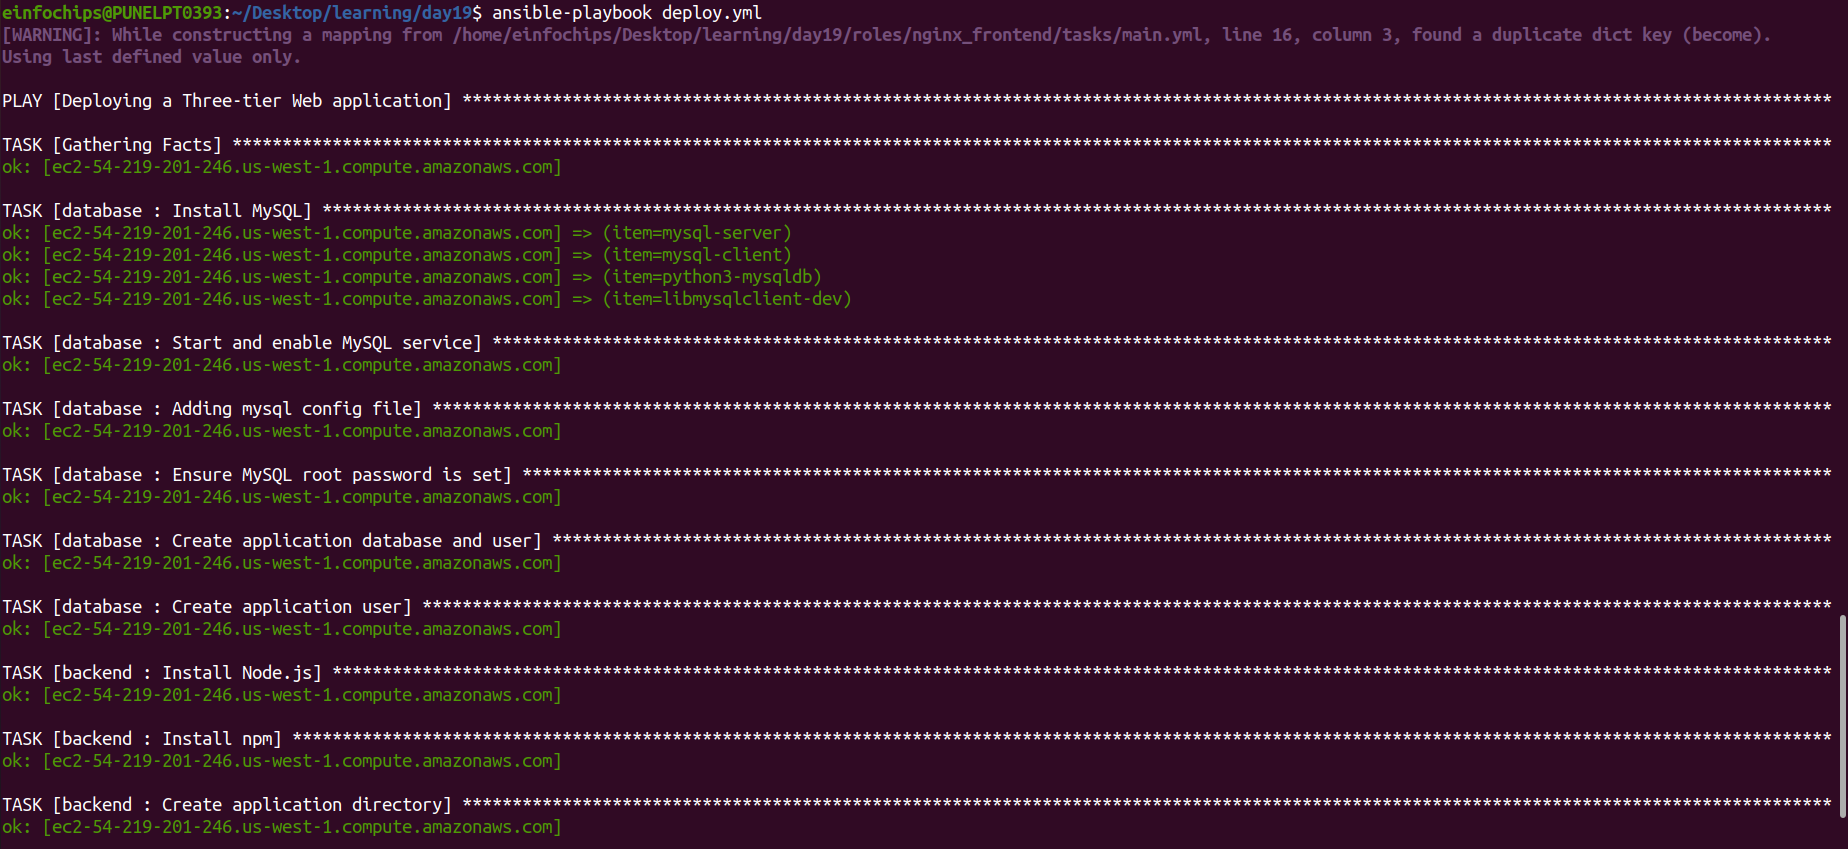 einfochips@PUNELPT0393:~/Desktop/learning/day19$ ansible-playbook deploy.yml
[WARNING]: While constructing a mapping from /home/einfochips/Desktop/learning/day19/roles/nginx_frontend/tasks/main.yml, line 16, column 3, found a duplicate dict key (become).
Using last defined value only.
PLAY [Deploying a Three-tier Web application] *****************************************************************************************************************************************
TASK [Gathering Facts] ****************************************************************************************************************************************************************
ok: [ec2-54-219-201-246.us-west-1.compute.amazonaws.com]
TASK [database : Install MySQL] *******************************************************************************************************************************************************
ok: [ec2-54-219-201-246.us-west-1.compute.amazonaws.com] => (item=mysql-server)
ok: [ec2-54-219-201-246.us-west-1.compute.amazonaws.com] => (item=mysql-client)
ok: [ec2-54-219-201-246.us-west-1.compute.amazonaws.com] => (item=python3-mysqldb)
ok: [ec2-54-219-201-246.us-west-1.compute.amazonaws.com] => (item=libmysqlclient-dev)
TASK [database : Start and enable MySQL service] **************************************************************************************************************************************
ok: [ec2-54-219-201-246.us-west-1.compute.amazonaws.com]
TASK [database : Adding mysql config file] ********************************************************************************************************************************************
ok: [ec2-54-219-201-246.us-west-1.compute.amazonaws.com]
TASK [database : Ensure MySQL root password is set] ***********************************************************************************************************************************
ok: [ec2-54-219-201-246.us-west-1.compute.amazonaws.com]
TASK [database : Create application database and user] ********************************************************************************************************************************
ok: [ec2-54-219-201-246.us-west-1.compute.amazonaws.com]
TASK [database : Create application user] *********************************************************************************************************************************************
ok: [ec2-54-219-201-246.us-west-1.compute.amazonaws.com]
TASK [backend : Install Node.js] ******************************************************************************************************************************************************
ok: [ec2-54-219-201-246.us-west-1.compute.amazonaws.com]
TASK [backend : Install npm] **********************************************************************************************************************************************************
ok: [ec2-54-219-201-246.us-west-1.compute.amazonaws.com]
TASK [backend : Create application directory] *****************************************************************************************************************************************
ok: [ec2-54-219-201-246.us-west-1.compute.amazonaws.com]